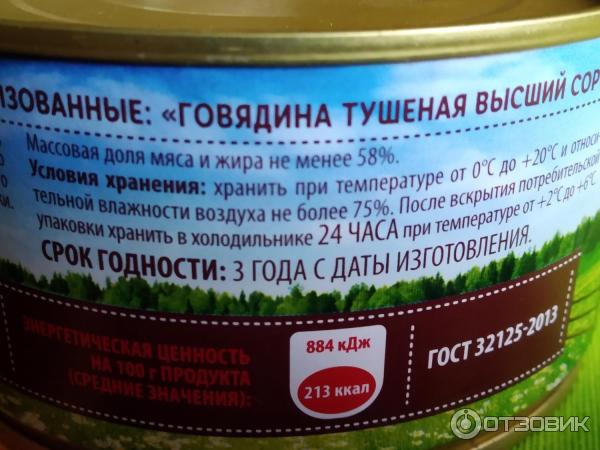 ИЗОВАННЫЕ: «ГОВЯДИНА ТУШЕНАЯ ВЫСШИЙ СОР
Массовая доля мяса и жира не менее 58%.
Условия хранения: хранить при температуре от 0°С до +20°С и относи-
тельной влажности воздуха не более 75%. После вскрытия потребительской
упаковки хранить в холодильнике 24 ЧАСА при температуре от +2°С до +6°С
СРОК ГОДНОСТИ: 3 ГОДА С ДАТЫ ИЗГОТОВЛЕНИЯ.
ЭНЕРГЕТИЧЕСКАЯ ЦЕННОСТЬ
НА 100 г ПРОДУКТА
(СРЕДНИЕ ЗНАЧЕНИЯ):
884 кДж
213 ккал
ГОСТ 32125-2013
ОТЗОВИК